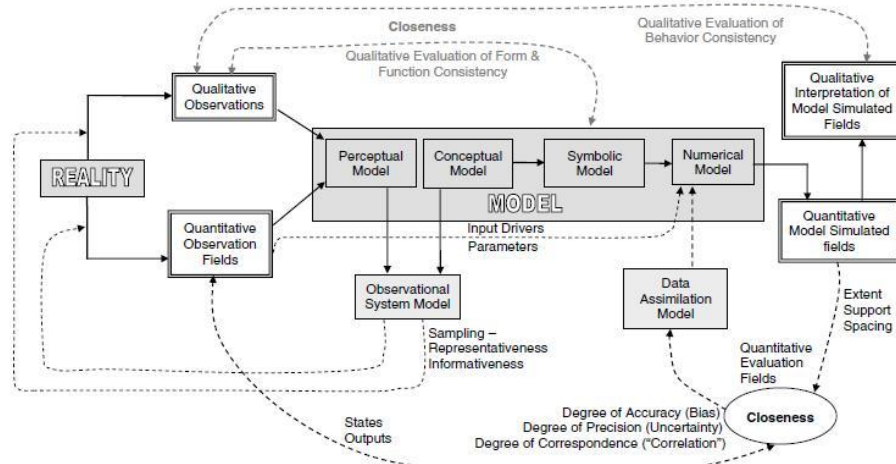 Closeness
Qualitative Evaluation of Form &
Function Consistency
Qualitative Evaluation of
Behavior Consistency
Qualitative
Observations
Qualitative
Interpretation of
Model Simulated
Fields
REALITY
Perceptual
Model
Conceptual
Model
Symbolic
Model
Numerical
Model
MODEL
Quantitative
Observation
Fields
Input Drivers
Parameters
Quantitative
Model Simulated
fields
Observational
System Model
Data
Assimilation
Model
Extent
Support
Spacing
Sampling –
Representativeness
Informativeness
Quantitative
Evaluation
Fields
States
Outputs
Degree of Accuracy (Bias)
Degree of Precision (Uncertainty)
Degree of Correspondence ("Correlation")
Closeness